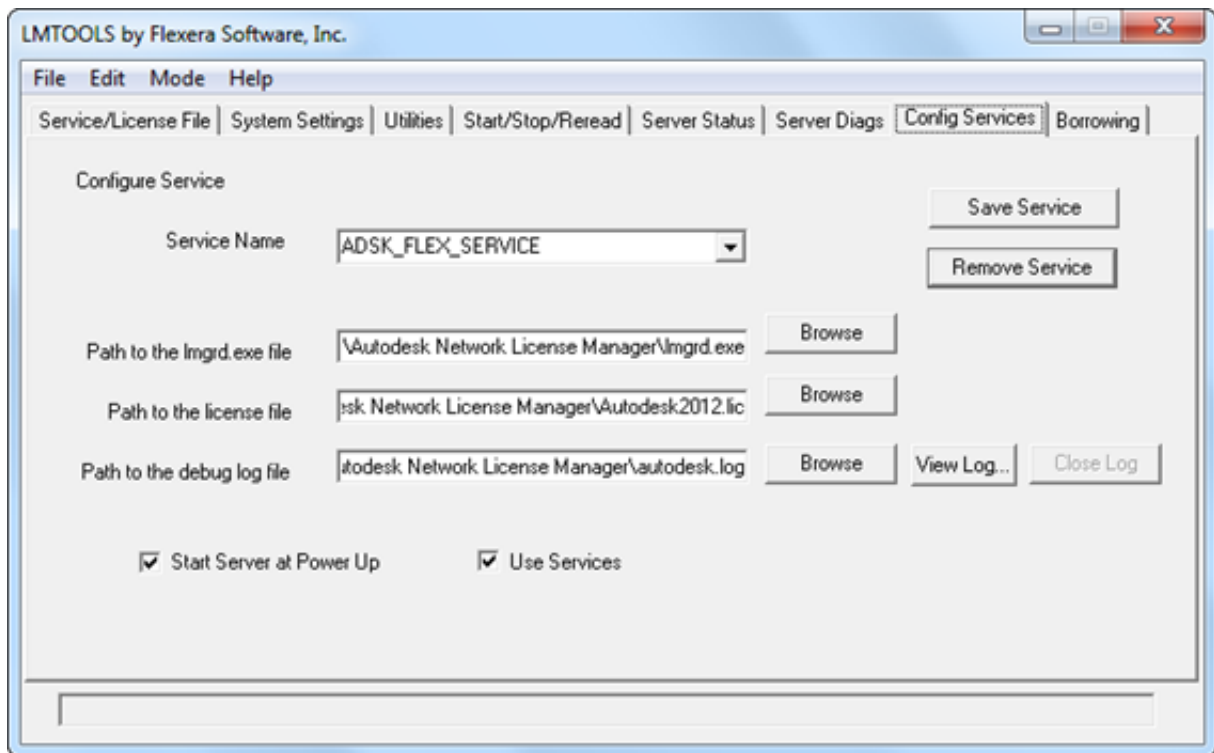 LMTOOLS by Flexera Software, Inc.
File Edit Mode Help
Service/License File System Settings Utilities Start/Stop/Reread Server Status Server Diags Config Services Borrowing
Configure Service
Save Service
Service Name ADSK_FLEX_SERVICE
Remove Service
Path to the lmgrd.exe file \Autodesk Network License Manager\lmgrd.exe Browse
Path to the license file esk Network License Manager\Autodesk2012.lic Browse
Path to the debug log file utodesk Network License Manager\autodesk.log Browse View Log... Close Log
Start Server at Power Up Use Services